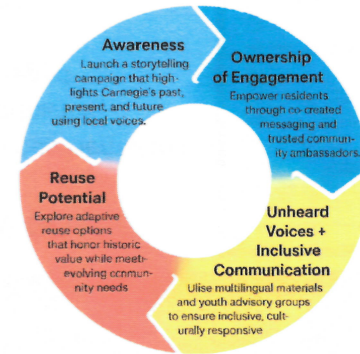 Awareness
Launch a storytelling
campaign that high-
lights Carnegie's past,
present, and future
using local voices.
Ownership
of Engagement
Empower residents
through co-created
messaging and
trusted commun-
ity ambassadors.
Unheard
Voices +
Inclusive
Communication
Ulise multilingual materials
and youth advisory groups
to ensure inclusive, cult-
urally responsive
Reuse
Potential
Explore adaptive
reuse options
that honor historic
value while meet-
evolving commun-
nity needs